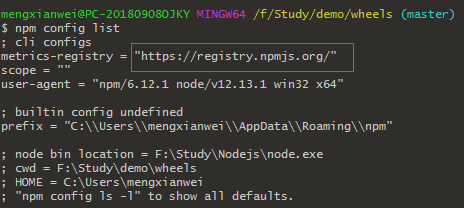 mengxianwei@PC-20180908OJKY MINGW64 /f/Study/demo/wheels (master)
$ npm config list
; cli configs
metrics-registry = "https://registry.npmjs.org/"
scope = ""
user-agent = "npm/6.12.1 node/v12.13.1 win32 x64"
; builtin config undefined
prefix = "C:\\Users\\mengxianwei\\AppData\\Roaming\\npm"
; node bin location = F:\Study\Nodejs\node.exe
; cwd = F:\Study\demo\wheels
; HOME = C:\Users\mengxianwei
; "npm config ls -l" to show all defaults.